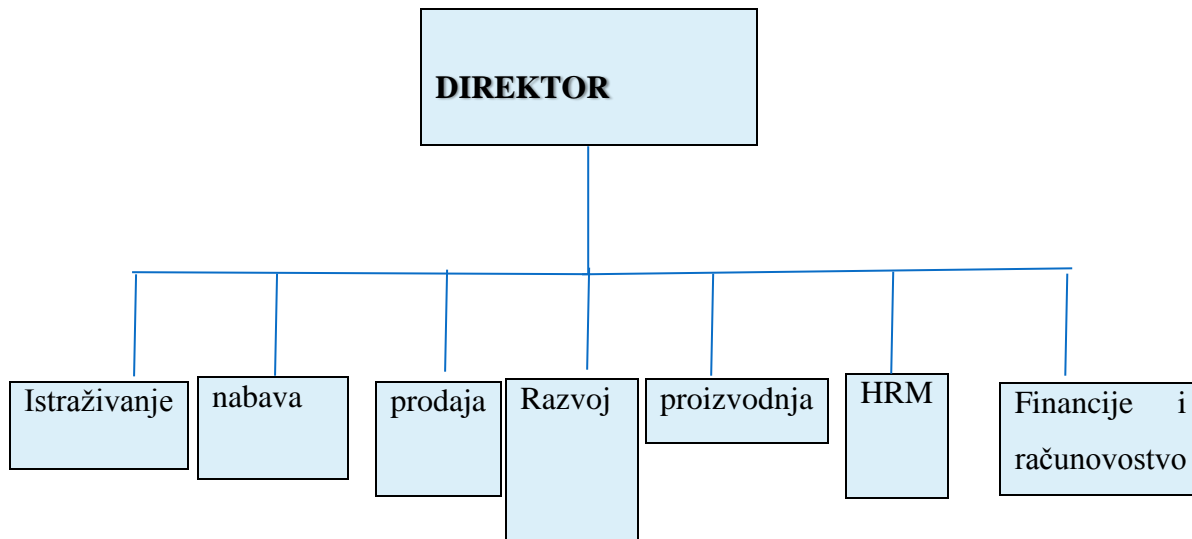 DIREKTOR
Istraživanje
nabava
prodaja
Razvoj
proizvodnja
HRM
Financije i
računovostvo